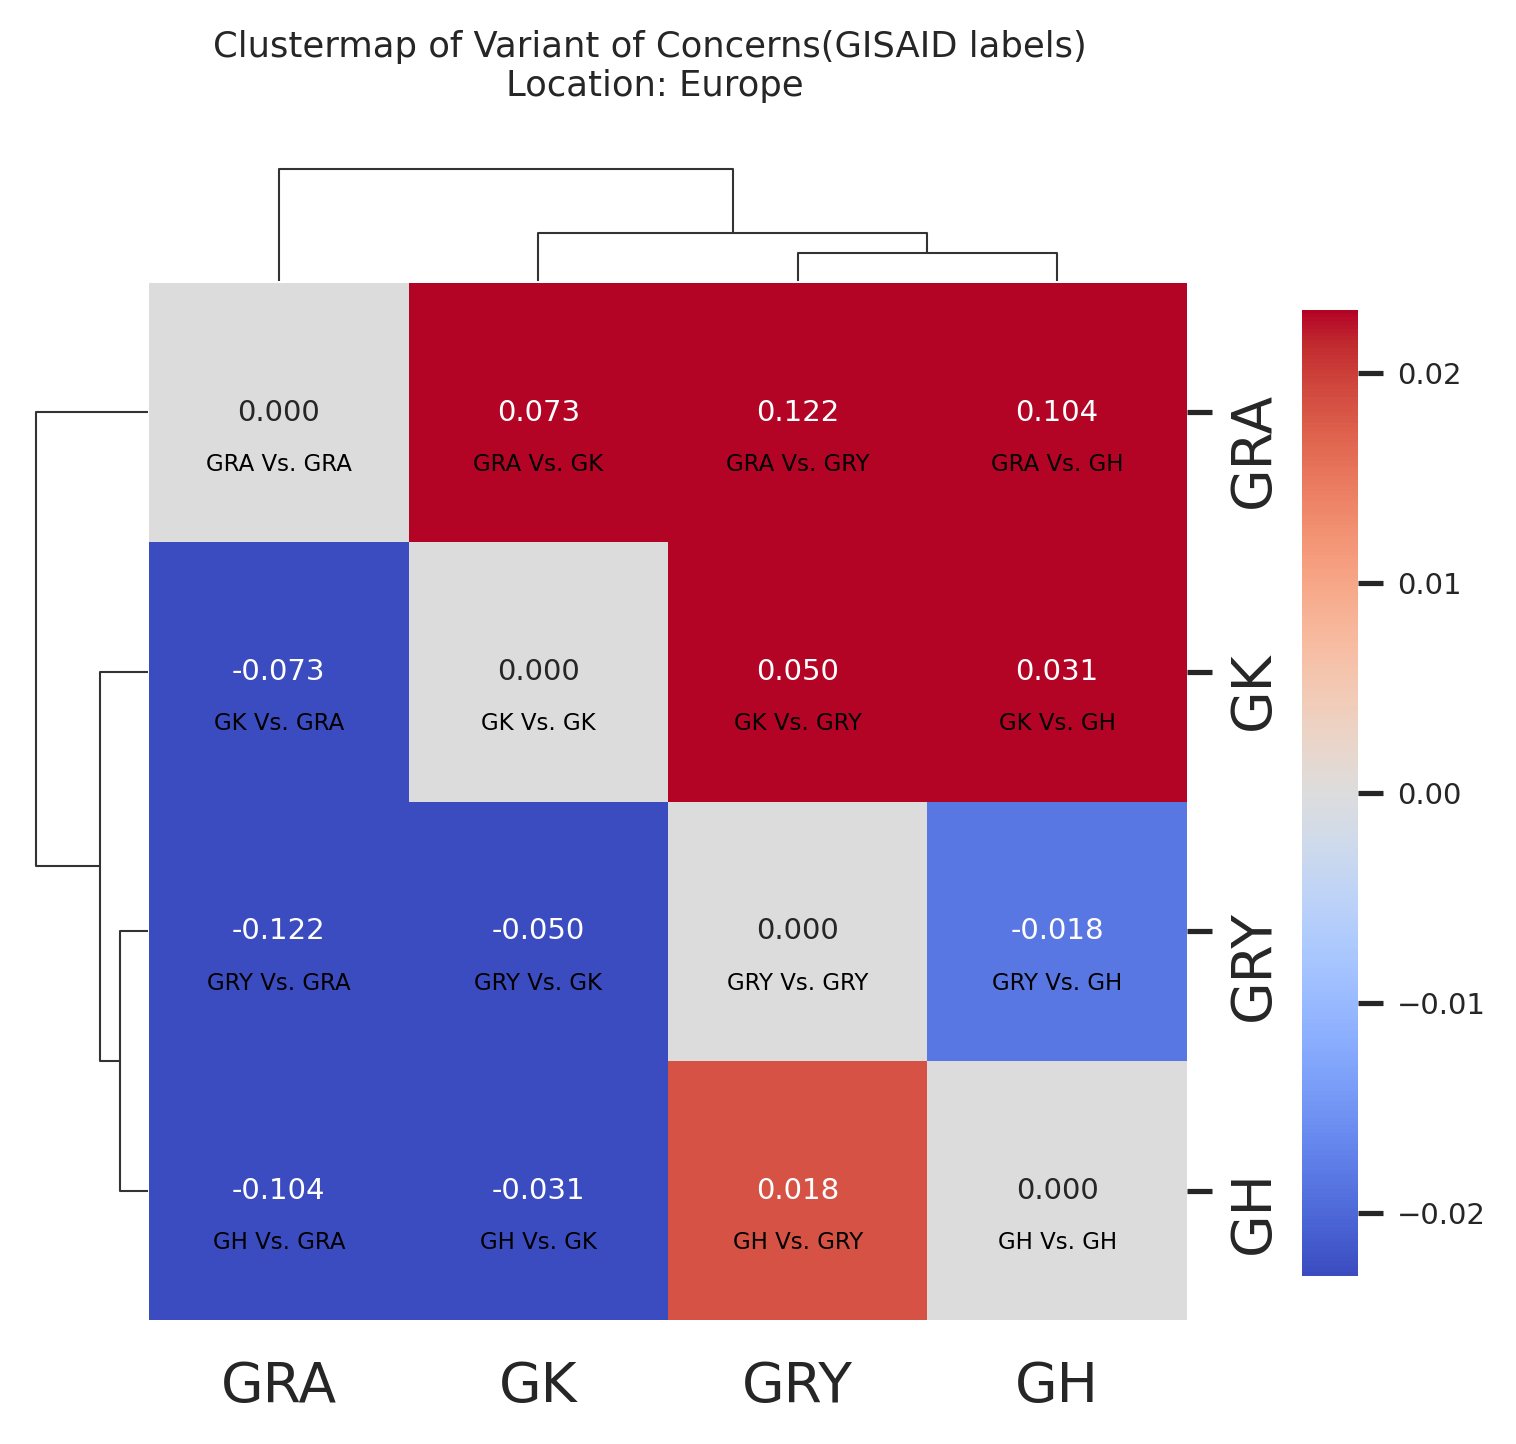 Clustermap of Variant of Concerns(GISAID labels)
Location: Europe
0.000
0.073
0.122
0.104
GRA Vs. GRA
GRA Vs. GK
GRA Vs. GRY
GRA Vs. GH
GRA
-0.073
0.000
0.050
0.031
GK Vs. GRA
GK Vs. GK
GK Vs. GRY
GK Vs. GH
GK
-0.122
-0.050
0.000
-0.018
GRY Vs. GRA
GRY Vs. GK
GRY Vs. GRY
GRY Vs. GH
GRY
-0.104
-0.031
0.018
0.000
GH Vs. GRA
GH Vs. GK
GH Vs. GRY
GH Vs. GH
GH
GRA
GK
GRY
GH
0.02
0.01
0.00
−0.01
−0.02